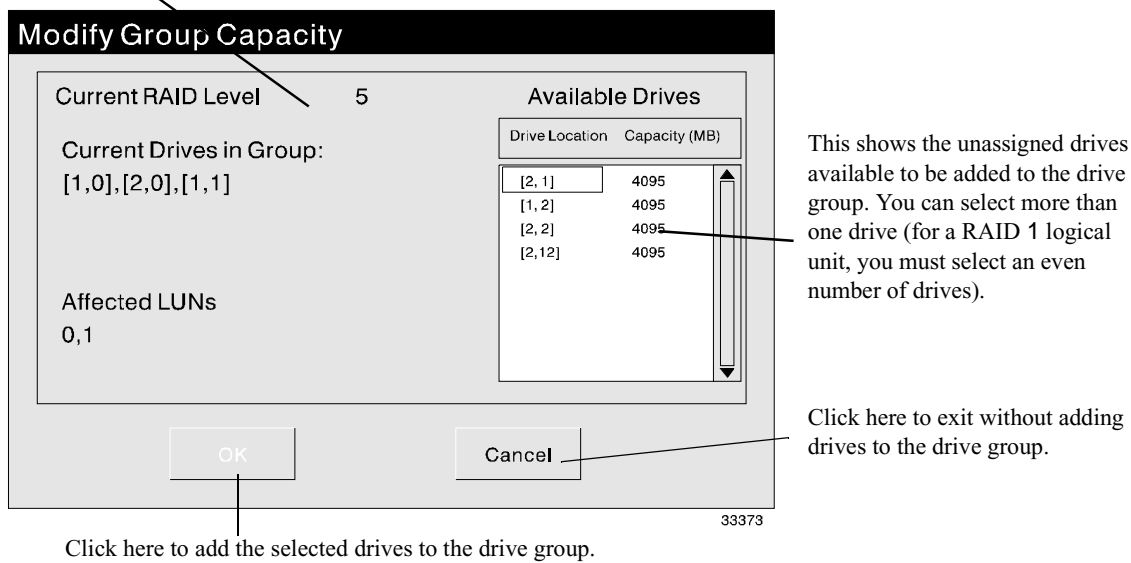 Modify Group Capacity
Current RAID Level 5
Current Drives in Group:
[1,0],[2,0],[1,1]
Affected LUNs
0,1
Available Drives
Drive Location Capacity (MB)
[2, 1] 4095
[1, 2] 4095
[2, 2] 4095
[2,12] 4095
This shows the unassigned drives
available to be added to the drive
group. You can select more than
one drive (for a RAID 1 logical
unit, you must select an even
number of drives).
OK
Cancel
Click here to exit without adding
drives to the drive group.
33373
Click here to add the selected drives to the drive group.